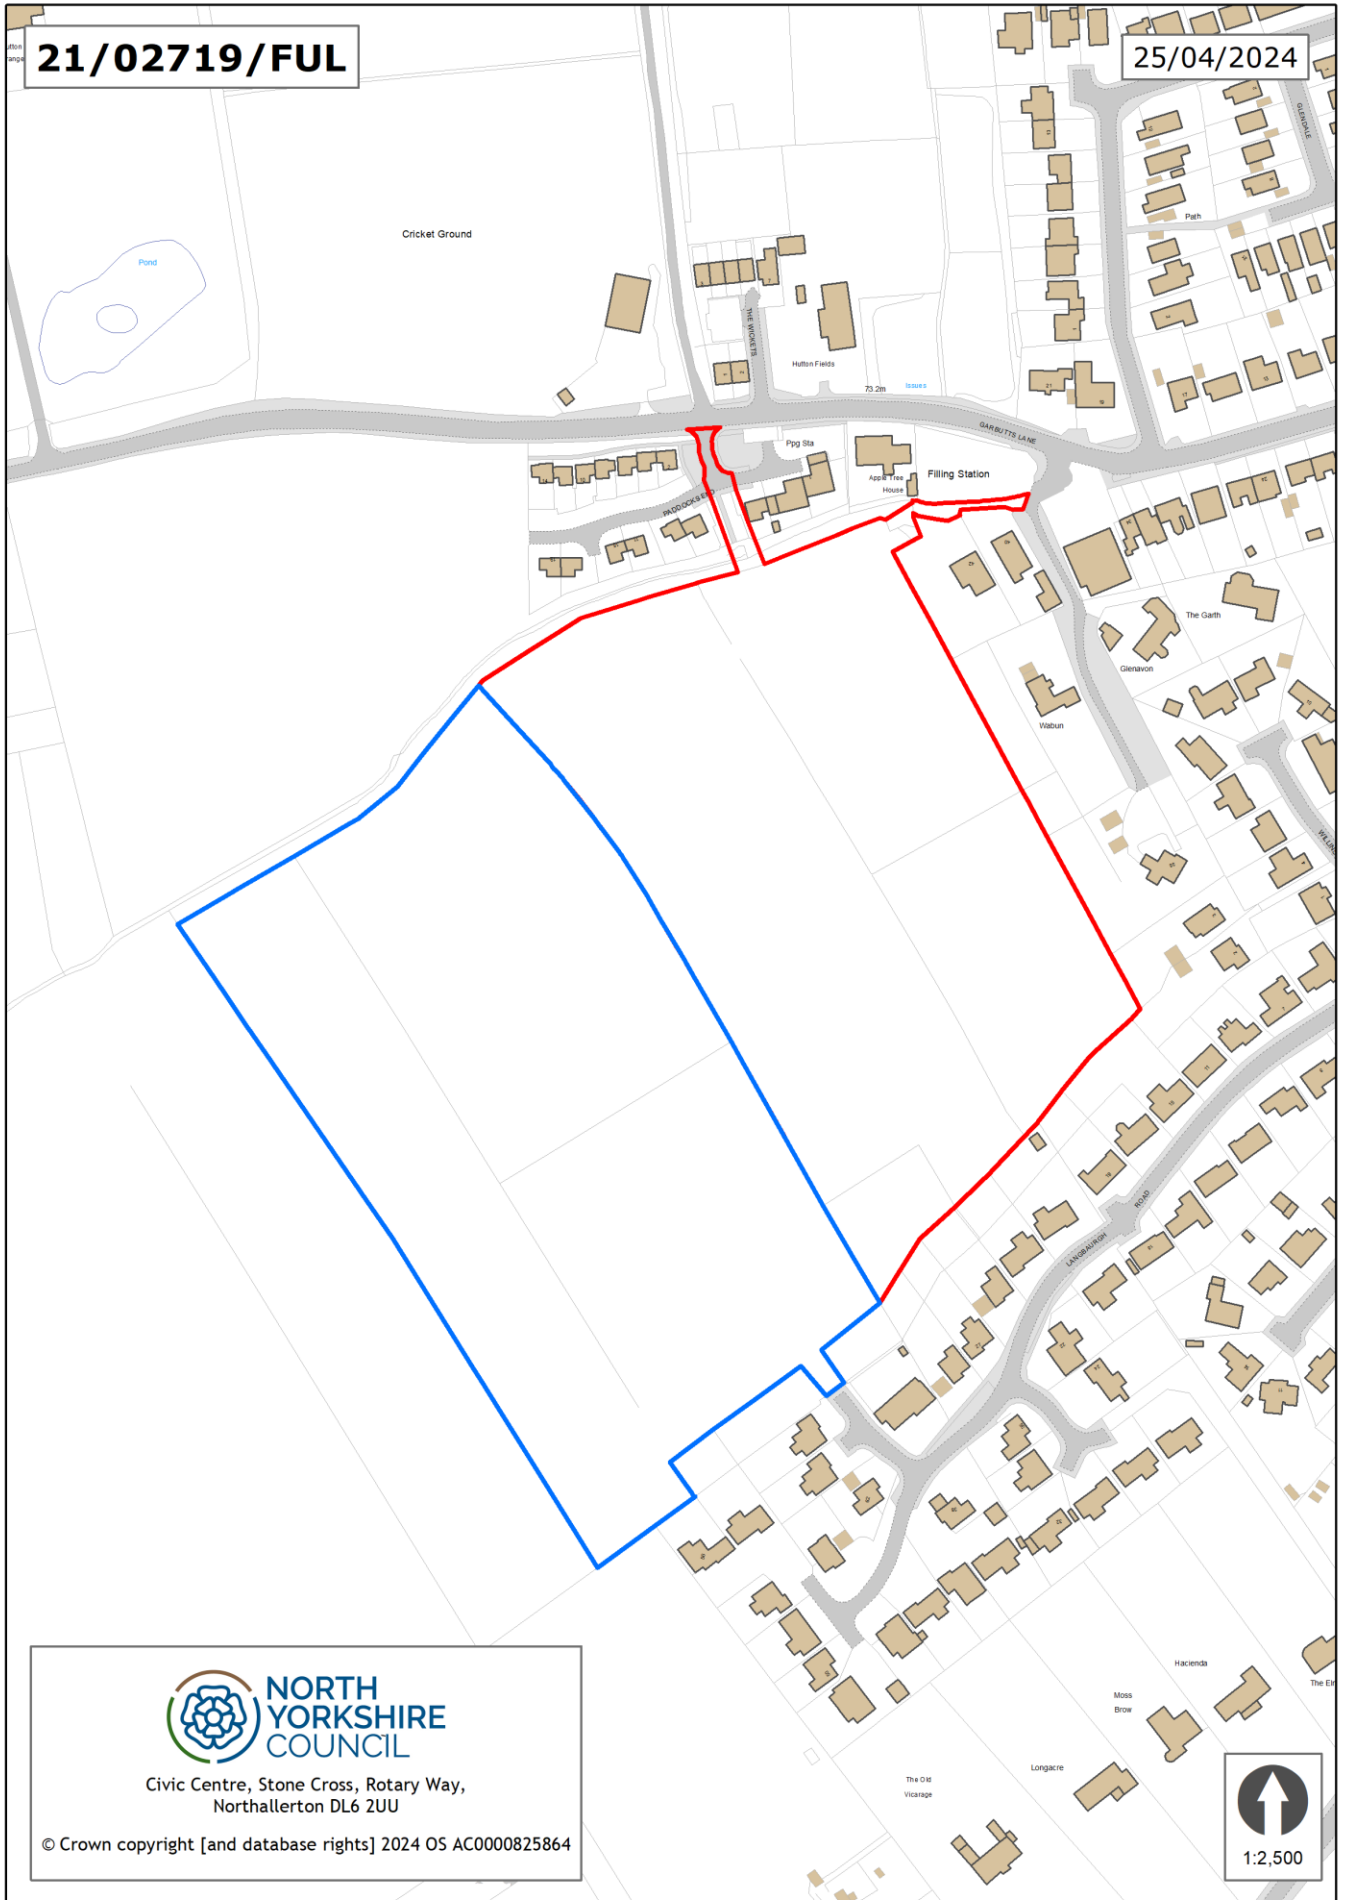 21/02719/FUL
25/04/2024
GLENDALE
Path
Cricket Ground
Pond
THE WICKETS
Hutton Fields
73.2m
Issues
GARBUTTS LANE
Ppg Sta
Filling Station
Apple Tree
House
PADDOCKS END
The Garth
Glenavon
Wabun
LANGBAURGH
ROAD
Hacienda
Moss
Brow
Longacre
The Old
Vicarage
NORTH
YORKSHIRE
COUNCIL
Civic Centre, Stone Cross, Rotary Way,
Northallerton DL6 2UU
© Crown copyright [and database rights] 2024 OS AC0000825864
1:2,500